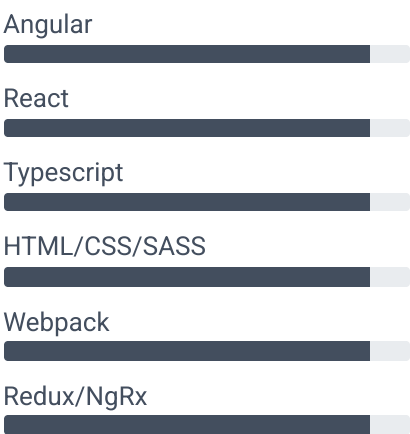 Angular
React
Typescript
HTML/CSS/SASS
Webpack
Redux/NgRx